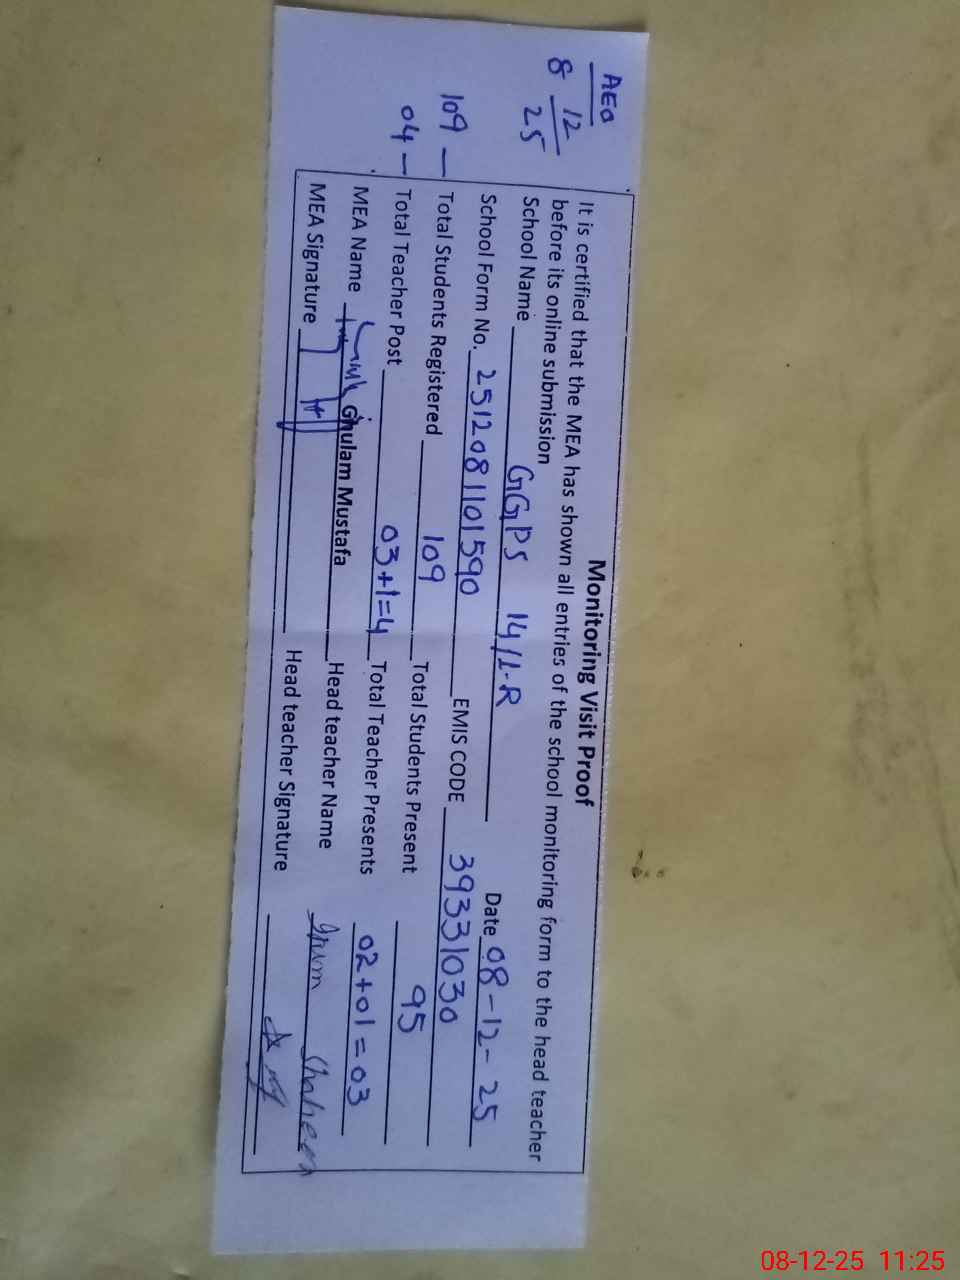 AEO
8 12
25
109 —
04 —
Monitoring Visit Proof
It is certified that the MEA has shown all entries of the school monitoring form to the head teacher
before its online submission
School Name GGPS 14/1-R Date 08-12-25
School Form No. 2512081101590 EMIS CODE 39331030
Total Students Registered 109 Total Students Present 95
Total Teacher Post 03+1=4 Total Teacher Presents 02+01=03
MEA Name Ghulam Mustafa Head teacher Name Irum Shaheen
MEA Signature Head teacher Signature
08-12-25 11:25